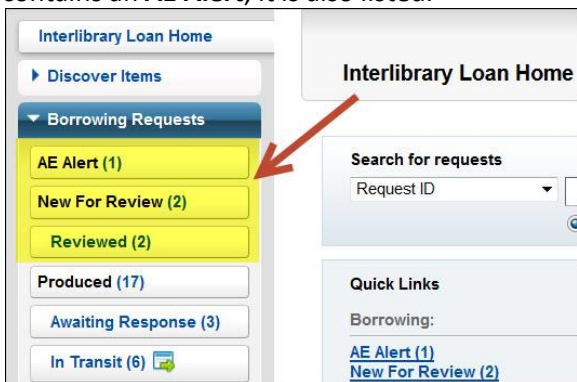 contains an AE Alert, it is also listed.
Interlibrary Loan Home
Discover Items
Borrowing Requests
AE Alert (1)
New For Review (2)
Reviewed (2)
Produced (17)
Awaiting Response (3)
In Transit (6)
Interlibrary Loan Home
Search for requests
Request ID
Quick Links
Borrowing:
AE Alert (1)
New For Review (2)